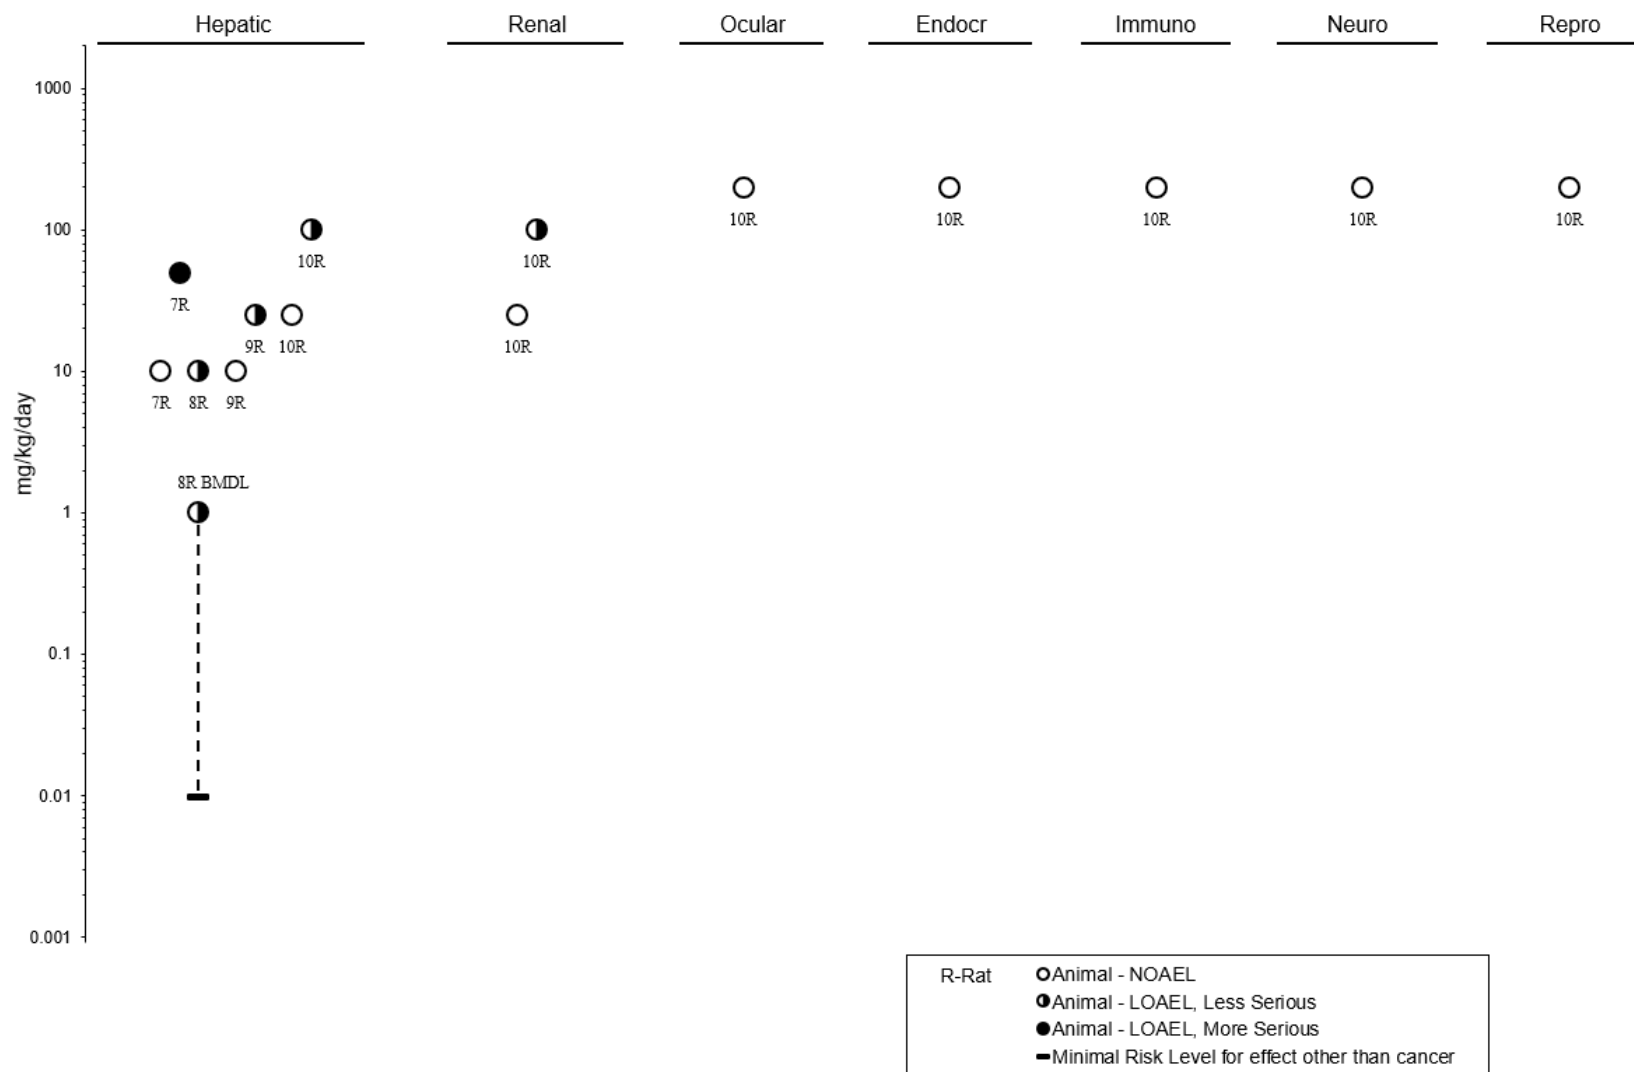 Hepatic Renal Ocular Endocr Immuno Neuro Repro
1000
10R 10R 10R 10R 10R
100
10R 10R
7R
9R 10R 10R
10
7R 8R 9R
mg/kg/day
8R BMDL
1
0.1
0.01
0.001
R-Rat Animal - NOAEL
Animal - LOAEL, Less Serious
Animal - LOAEL, More Serious
Minimal Risk Level for effect other than cancer